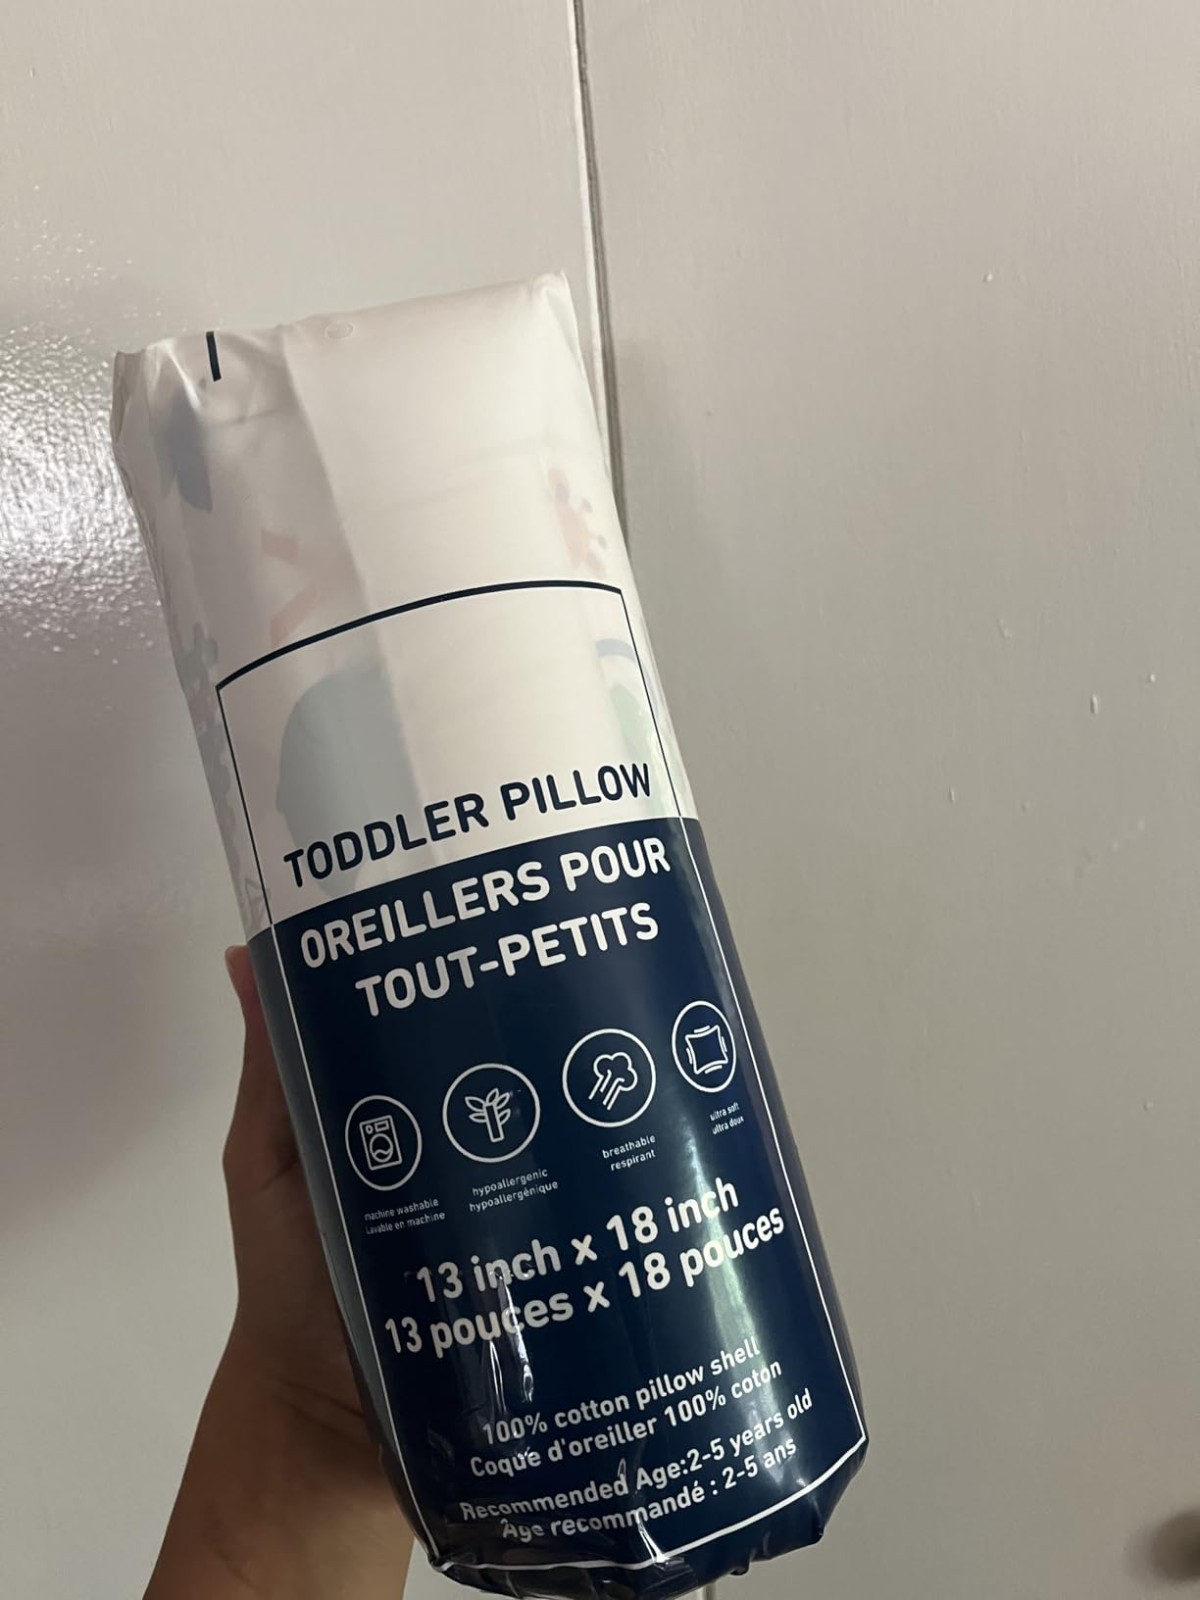 TODDLER PILLOW
OREILLERS POUR
TOUT-PETITS
machine washable
Lavable en machine
hypoallergenic
hypoallergénique
breathable
respirant
ultra soft
ultra doux
13 inch x 18 inch
13 pouces x 18 pouces
100% cotton pillow shell
Coque d'oreiller 100% coton
Recommended Age:2-5 years old
Âge recommandé : 2-5 ans